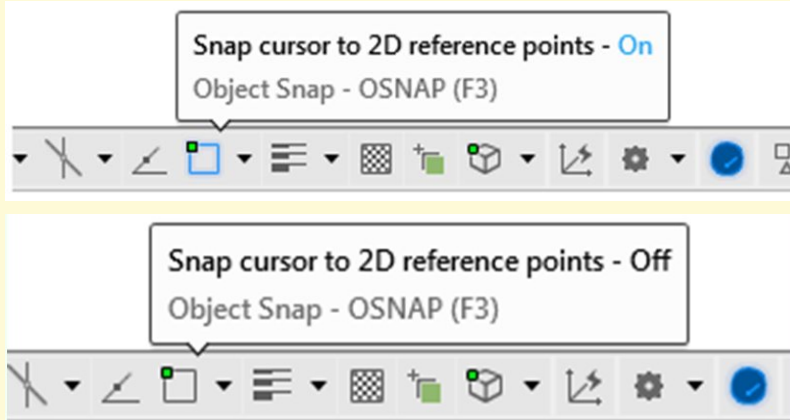 Snap cursor to 2D reference points - On
Object Snap - OSNAP (F3)
Snap cursor to 2D reference points - Off
Object Snap - OSNAP (F3)